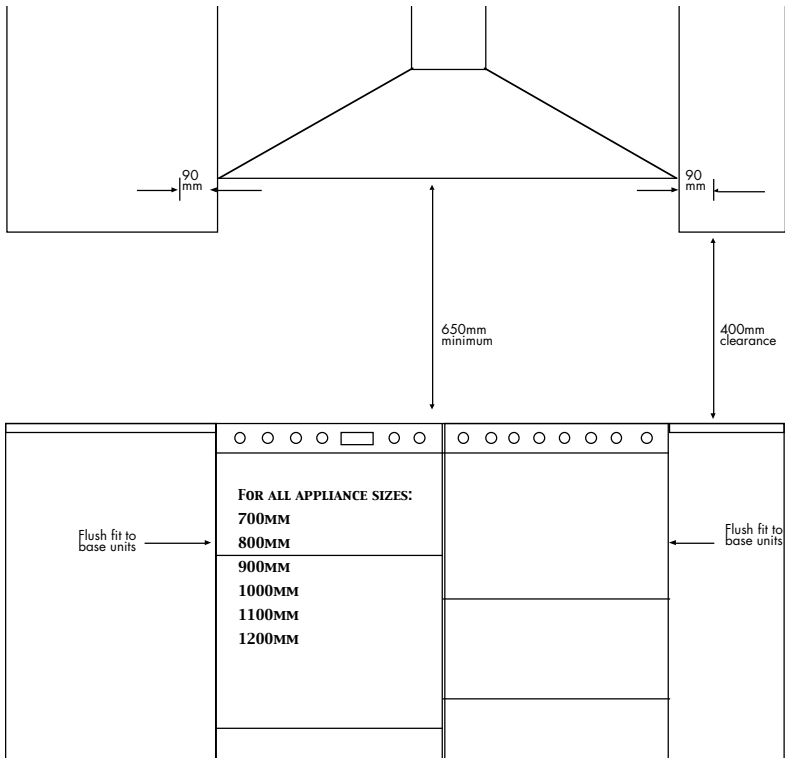 90
mm
90
mm
650mm
minimum
400mm
clearance
FOR ALL APPLIANCE SIZES:
700MM
800MM
900MM
1000MM
1100MM
1200MM
Flush fit to
base units
Flush fit to
base units